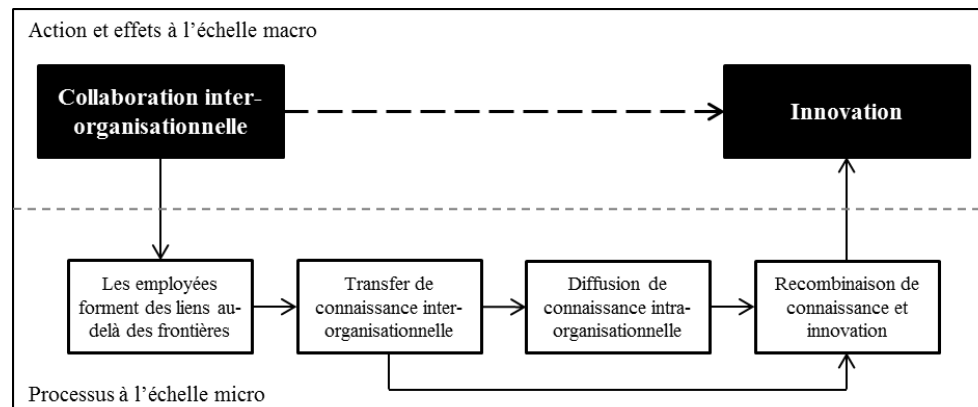 Action et effets à l’échelle macro
Collaboration inter-
organisationnelle
Innovation
Les employées
forment des liens au-
delà des frontières
Transfer de
connaissance inter-
organisationnelle
Diffusion de
connaissance intra-
organisationnelle
Recombinaison de
connaissance et
innovation
Processus à l’échelle micro